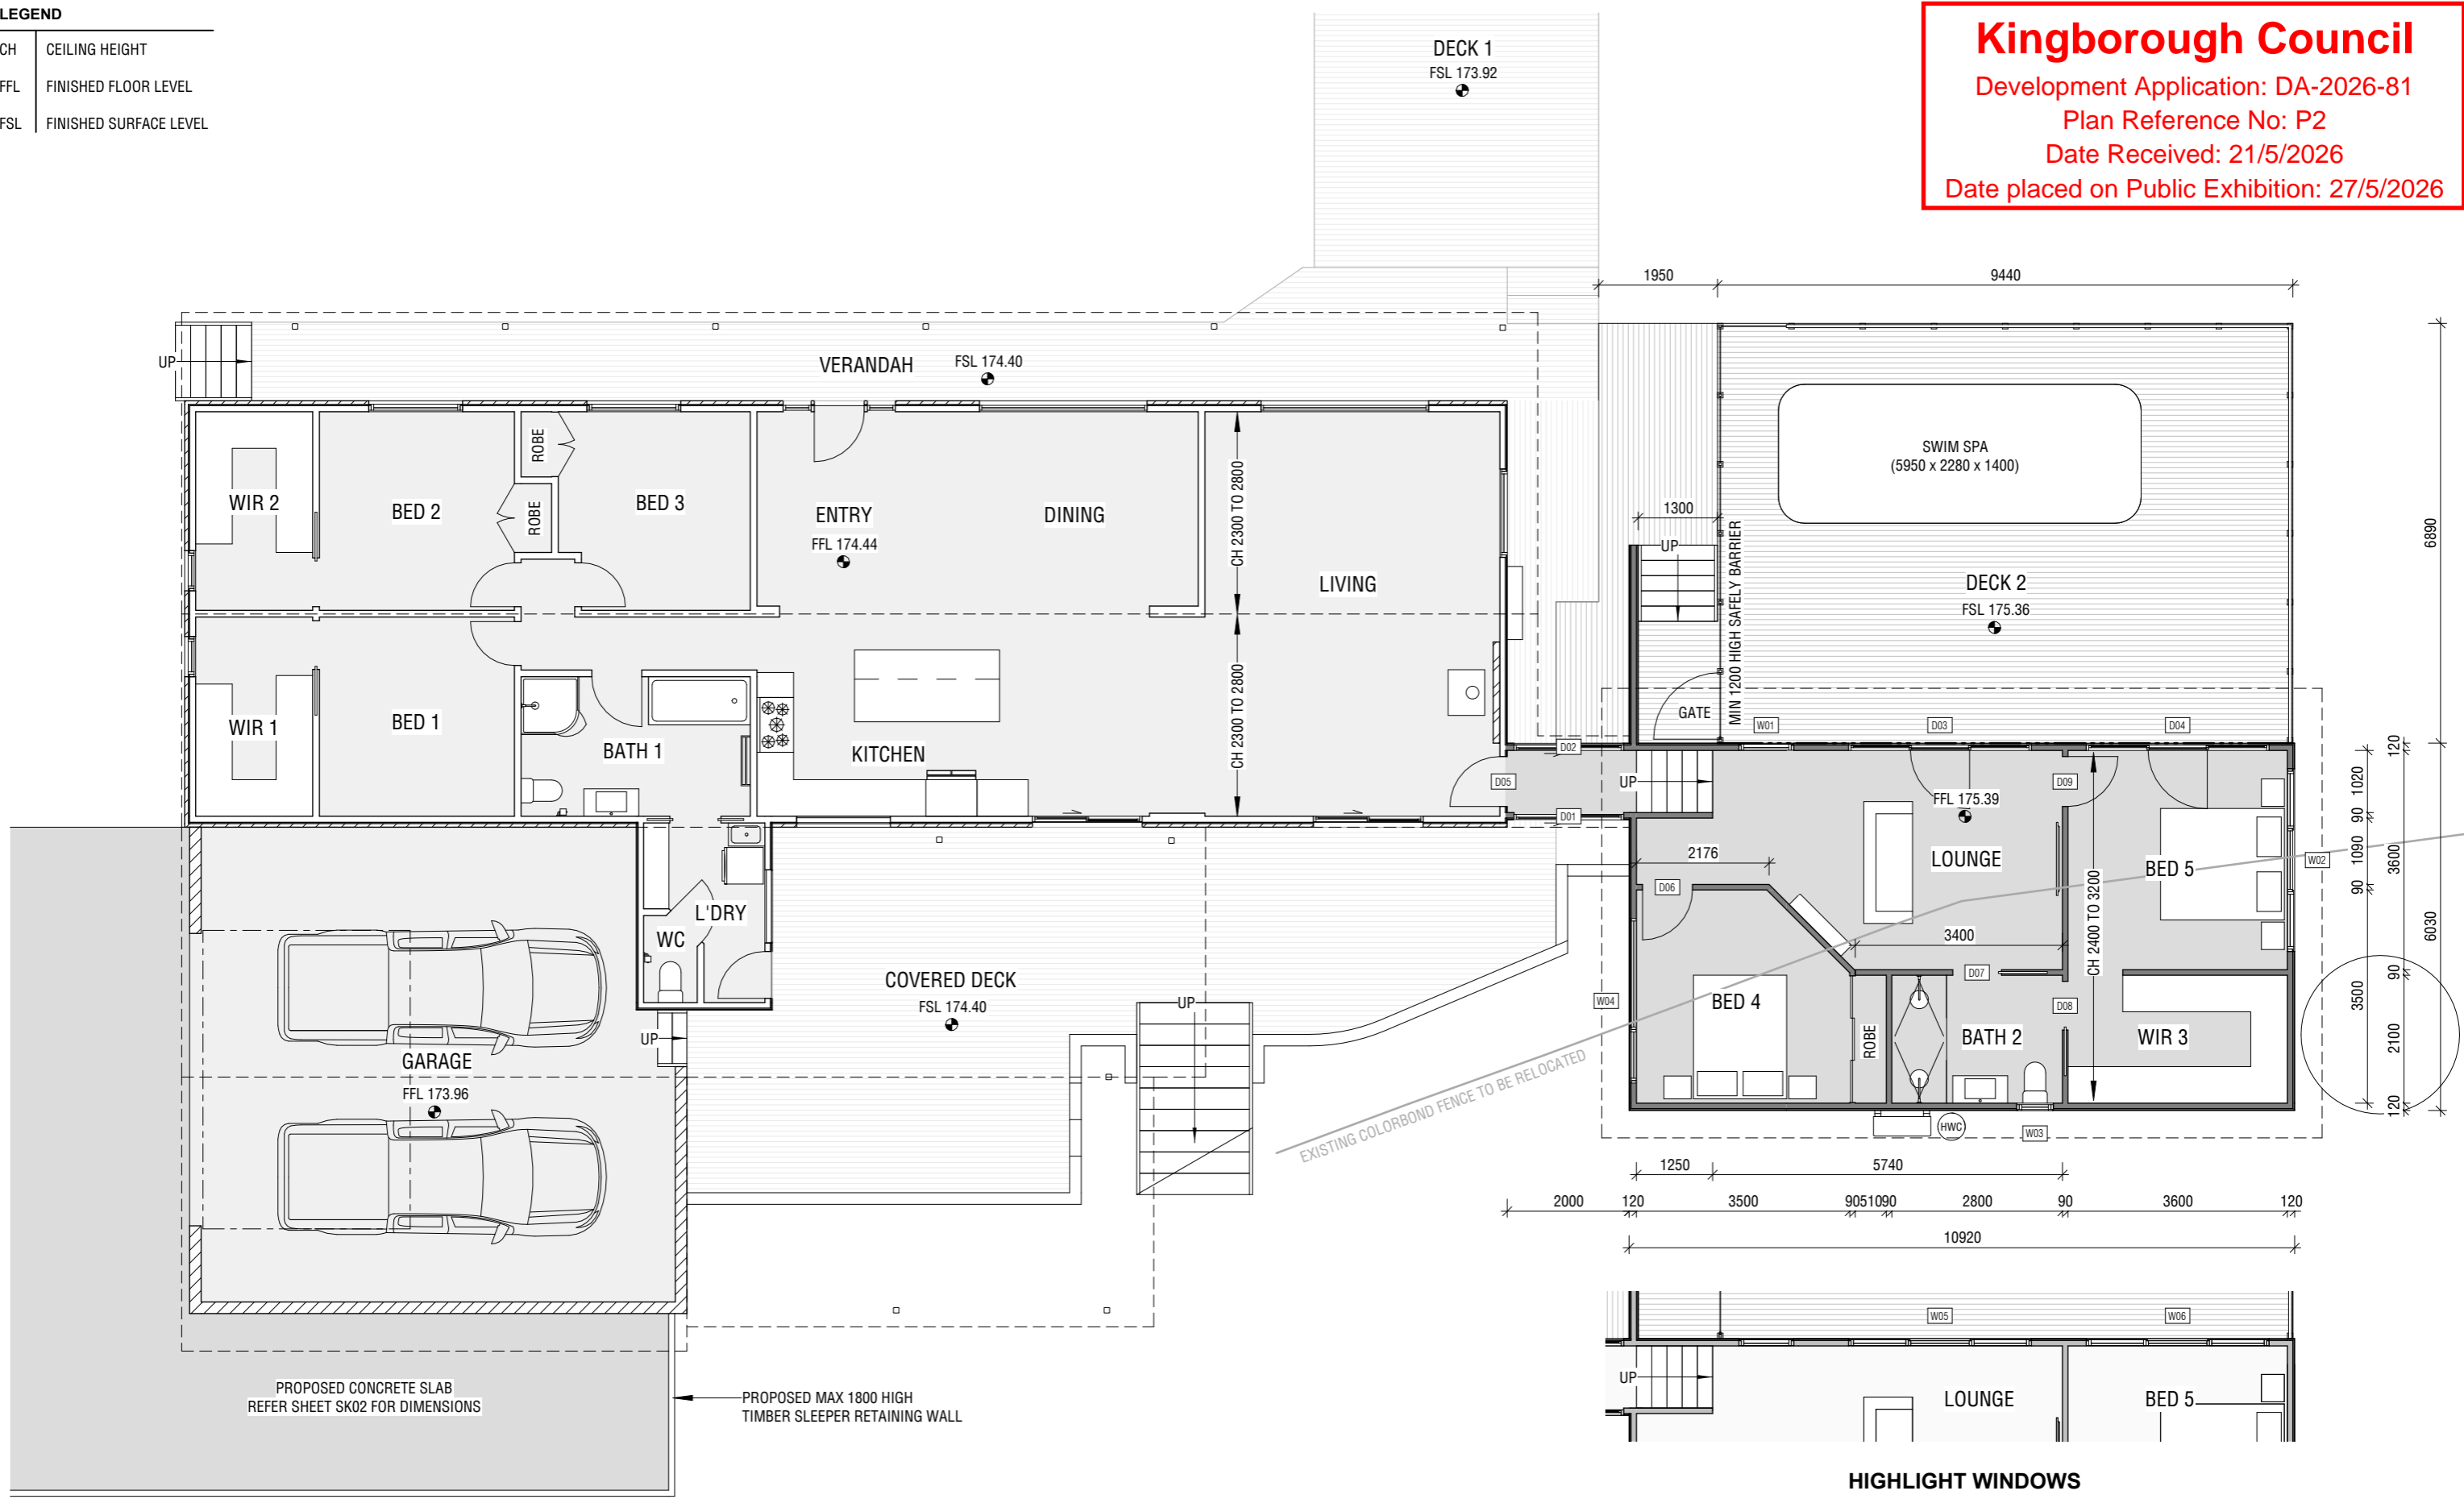 LEGEND
CH CEILING HEIGHT
FFL FINISHED FLOOR LEVEL
FSL FINISHED SURFACE LEVEL
Kingborough Council
Development Application: DA-2026-81
Plan Reference No: P2
Date Received: 21/5/2026
Date placed on Public Exhibition: 27/5/2026
DECK 1
FSL 173.92
1950
9440
UP
VERANDAH
FSL 174.40
WIR 2
BED 2
ROBE
ROBE
BED 3
ENTRY
FFL 174.44
DINING
CH 2300 TO 2800
LIVING
SWIM SPA
(5950 x 2280 x 1400)
1300
UP
MIN 1200 HIGH SAFELY BARRIER
DECK 2
FSL 175.36
6890
GATE
W01
D03
D04
WIR 1
BED 1
BATH 1
KITCHEN
CH 2300 TO 2800
D02
D05
D01
UP
D09
FFL 175.39
LOUNGE
2176
D06
BED 5
W02
CH 2400 TO 3200
3400
D07
D08
120
1020
90
1090
90
3600
6030
90
3500
2100
120
L'DRY
WC
COVERED DECK
FSL 174.40
UP
UP
GARAGE
FFL 173.96
W04
BED 4
ROBE
BATH 2
WIR 3
HWC
W03
EXISTING COLORBOND FENCE TO BE RELOCATED
1250
5740
2000
120
3500
90
510
90
2800
90
3600
120
10920
PROPOSED CONCRETE SLAB
REFER SHEET SK02 FOR DIMENSIONS
PROPOSED MAX 1800 HIGH
TIMBER SLEEPER RETAINING WALL
W05
W06
UP
LOUNGE
BED 5
HIGHLIGHT WINDOWS